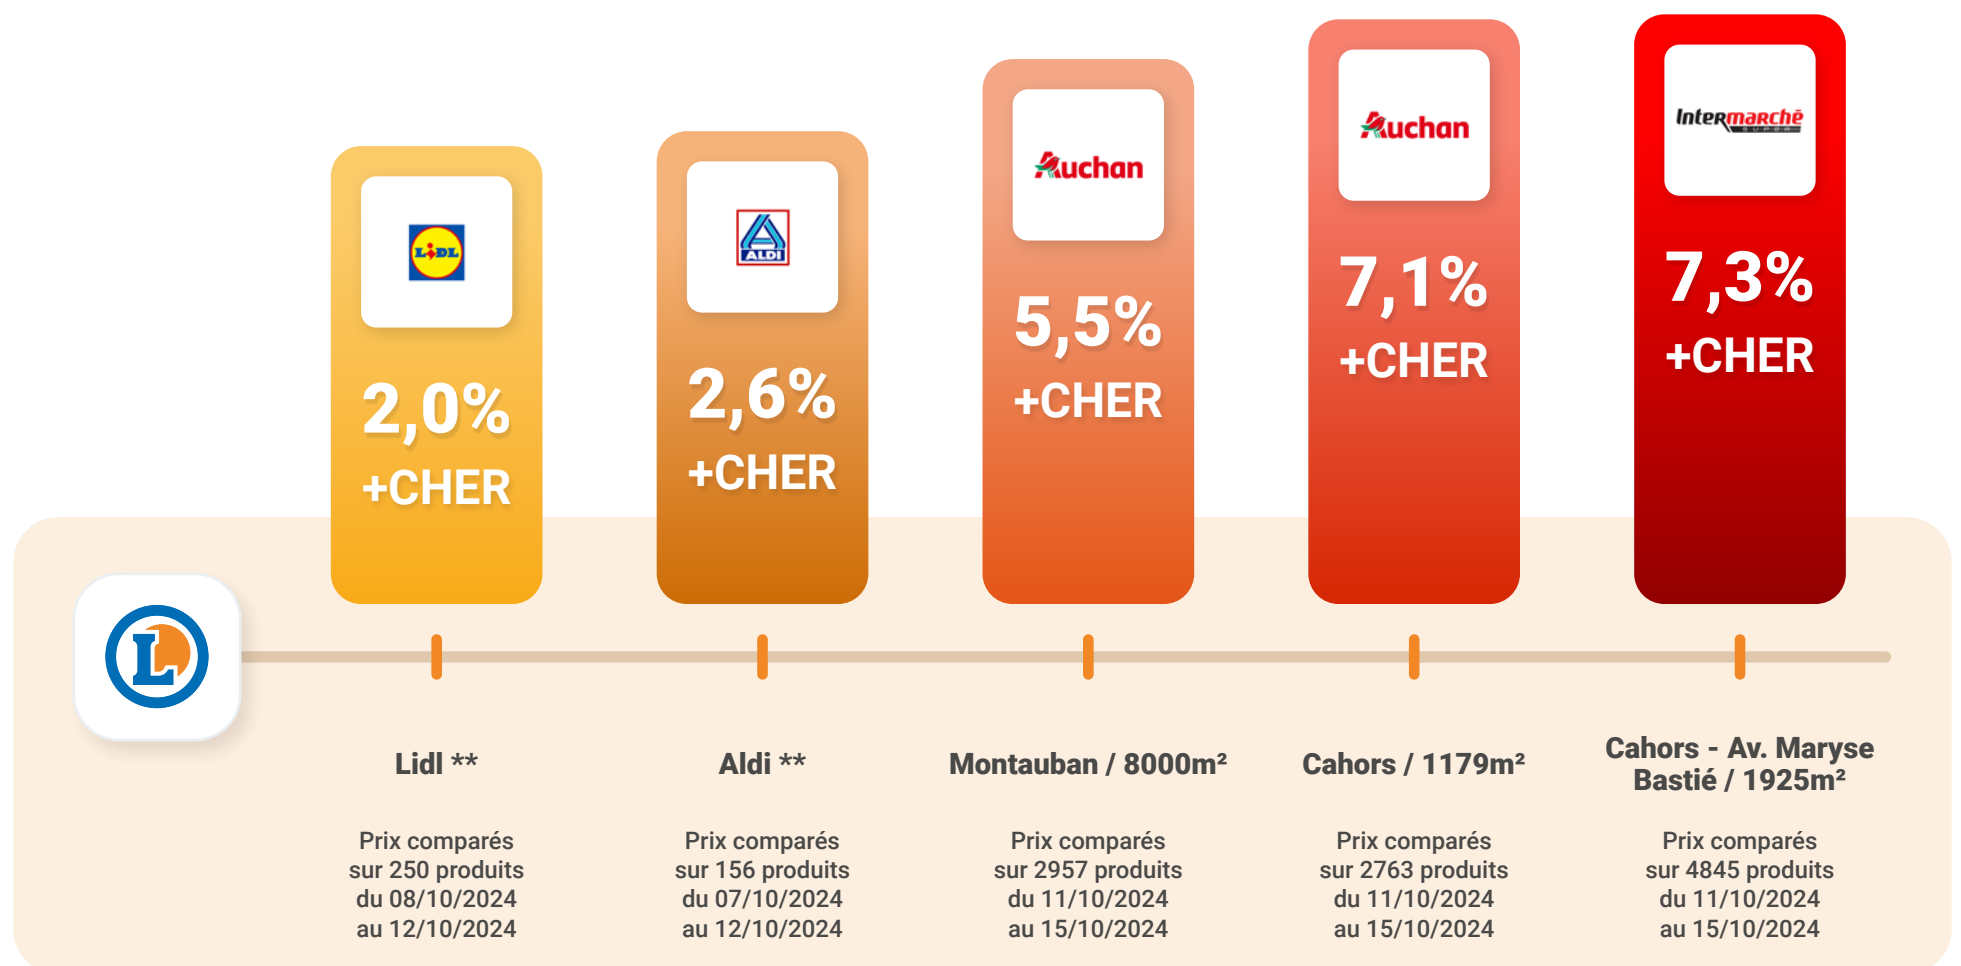 LiDL
2,0%
+CHER
ALDI
2,6%
+CHER
Auchan
5,5%
+CHER
Auchan
7,1%
+CHER
Intermarchē
SUPER
7,3%
+CHER
L
Lidl **
Prix comparés
sur 250 produits
du 08/10/2024
au 12/10/2024
Aldi **
Prix comparés
sur 156 produits
du 07/10/2024
au 12/10/2024
Montauban / 8000m²
Prix comparés
sur 2957 produits
du 11/10/2024
au 15/10/2024
Cahors / 1179m²
Prix comparés
sur 2763 produits
du 11/10/2024
au 15/10/2024
Cahors - Av. Maryse
Bastié / 1925m²
Prix comparés
sur 4845 produits
du 11/10/2024
au 15/10/2024